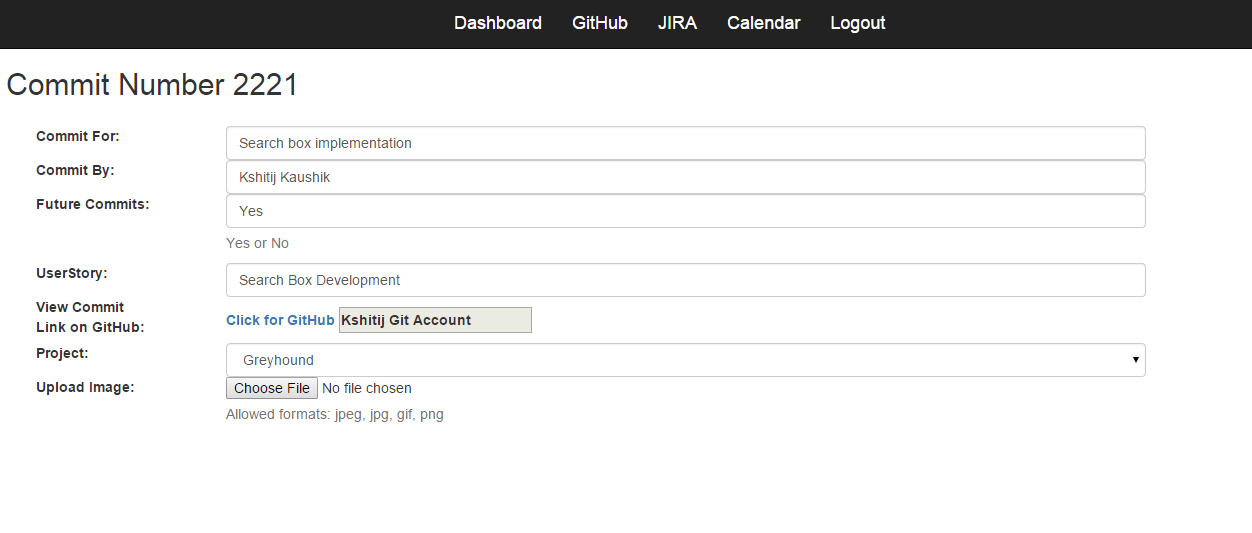 Dashboard GitHub JIRA Calendar Logout
Commit Number 2221
Commit For: Search box implementation
Commit By: Kshitij Kaushik
Future Commits: Yes
Yes or No
UserStory: Search Box Development
View Commit
Link on GitHub: Click for GitHub Kshitij Git Account
Project: Greyhound
Upload Image: Choose File No file chosen
Allowed formats: jpeg, jpg, gif, png